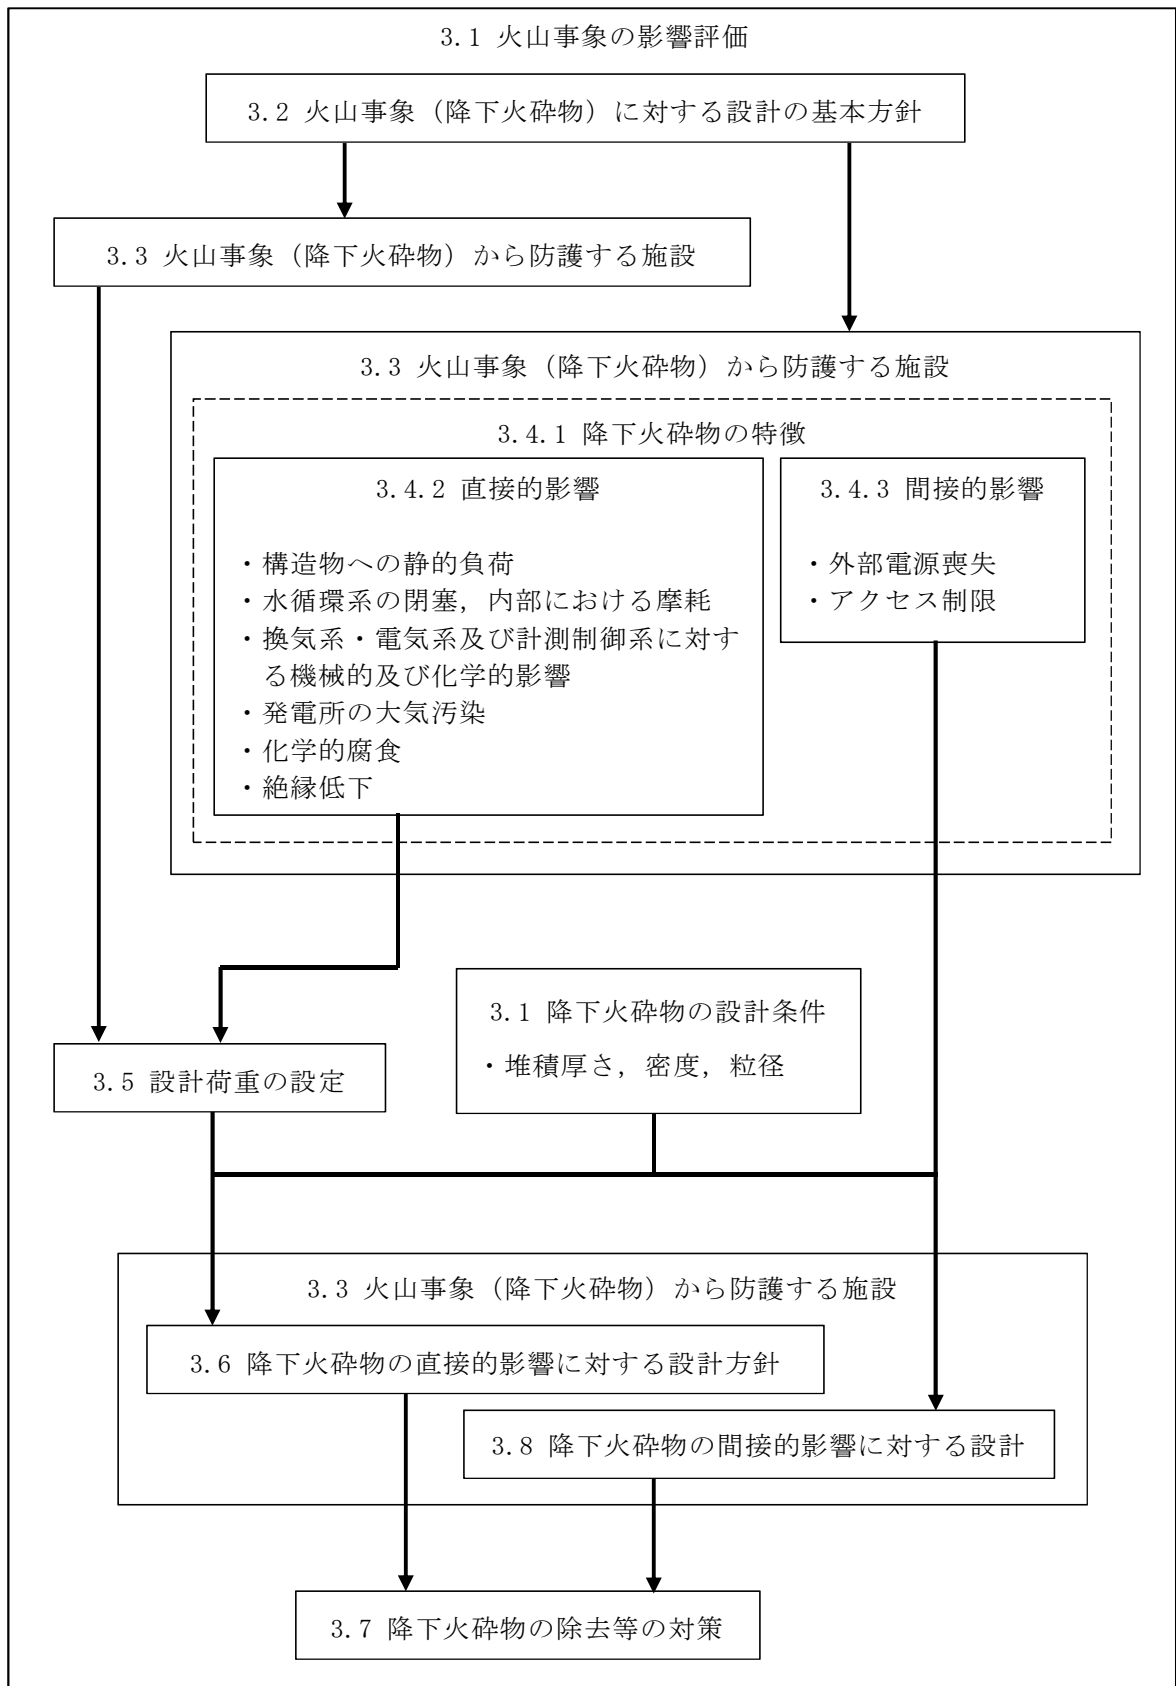 3.1 火山事象の影響評価
3.2 火山事象（降下火砕物）に対する設計の基本方針
3.3 火山事象（降下火砕物）から防護する施設
3.3 火山事象（降下火砕物）から防護する施設
3.4.1 降下火砕物の特徴
3.4.2 直接的影響
・構造物への静的負荷
・水循環系の閉塞，内部における摩耗
・換気系・電気系及び計測制御系に対す
る機械的及び化学的影響
・発電所の大気汚染
・化学的腐食
・絶縁低下
3.4.3 間接的影響
・外部電源喪失
・アクセス制限
3.1 降下火砕物の設計条件
・堆積厚さ，密度，粒径
3.5 設計荷重の設定
3.3 火山事象（降下火砕物）から防護する施設
3.6 降下火砕物の直接的影響に対する設計方針
3.8 降下火砕物の間接的影響に対する設計
3.7 降下火砕物の除去等の対策